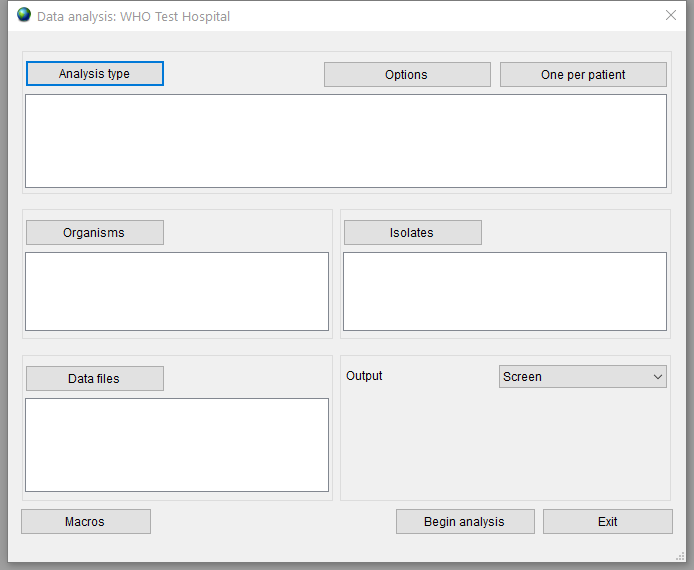 Data analysis: WHO Test Hospital
Analysis type
Options
One per patient
Organisms
Isolates
Data files
Output
Screen
Macros
Begin analysis
Exit